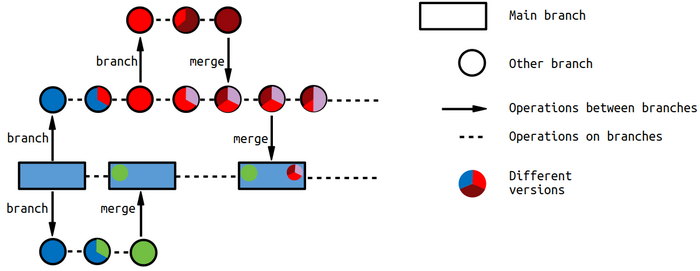 Main branch
branch
merge
Other branch
Operations between branches
merge
Operations on branches
branch
Different
versions
branch
merge